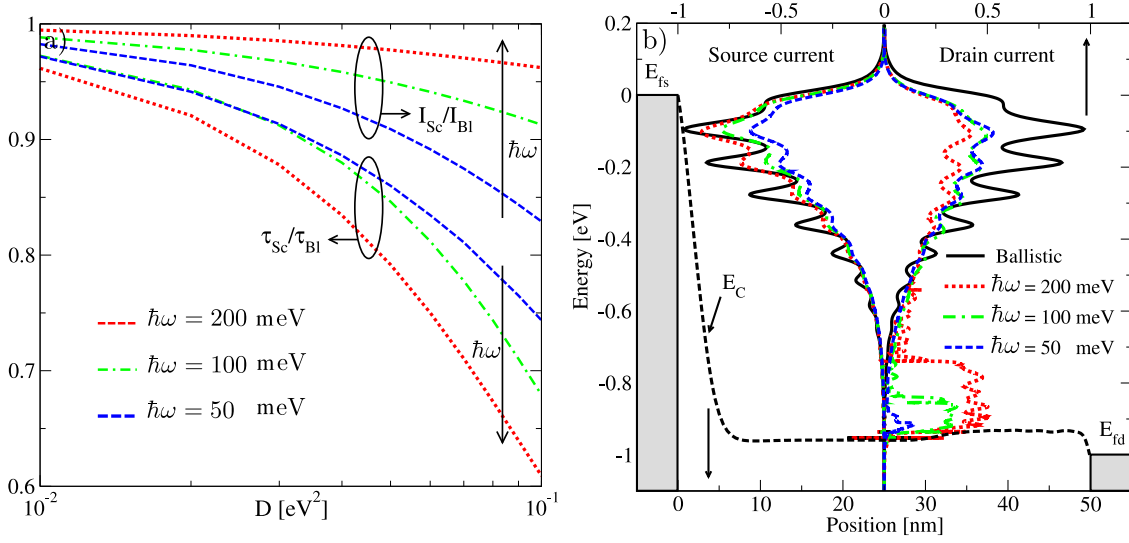 a)
1
0.9
0.8
0.7
0.6
10⁻²
10⁻¹
D [eV²]
I_Sc/I_Bl
ħω
τ_Sc/τ_Bl
ħω
ħω = 200 meV
ħω = 100 meV
ħω = 50 meV
b)
-1 -0.5 0 0.5 1
Source current
Drain current
E_fs
0.2
0
-0.2
-0.4
-0.6
-0.8
-1
Energy [eV]
E_C
Ballistic
ħω = 200 meV
ħω = 100 meV
ħω = 50 meV
E_fd
0 10 20 30 40 50
Position [nm]